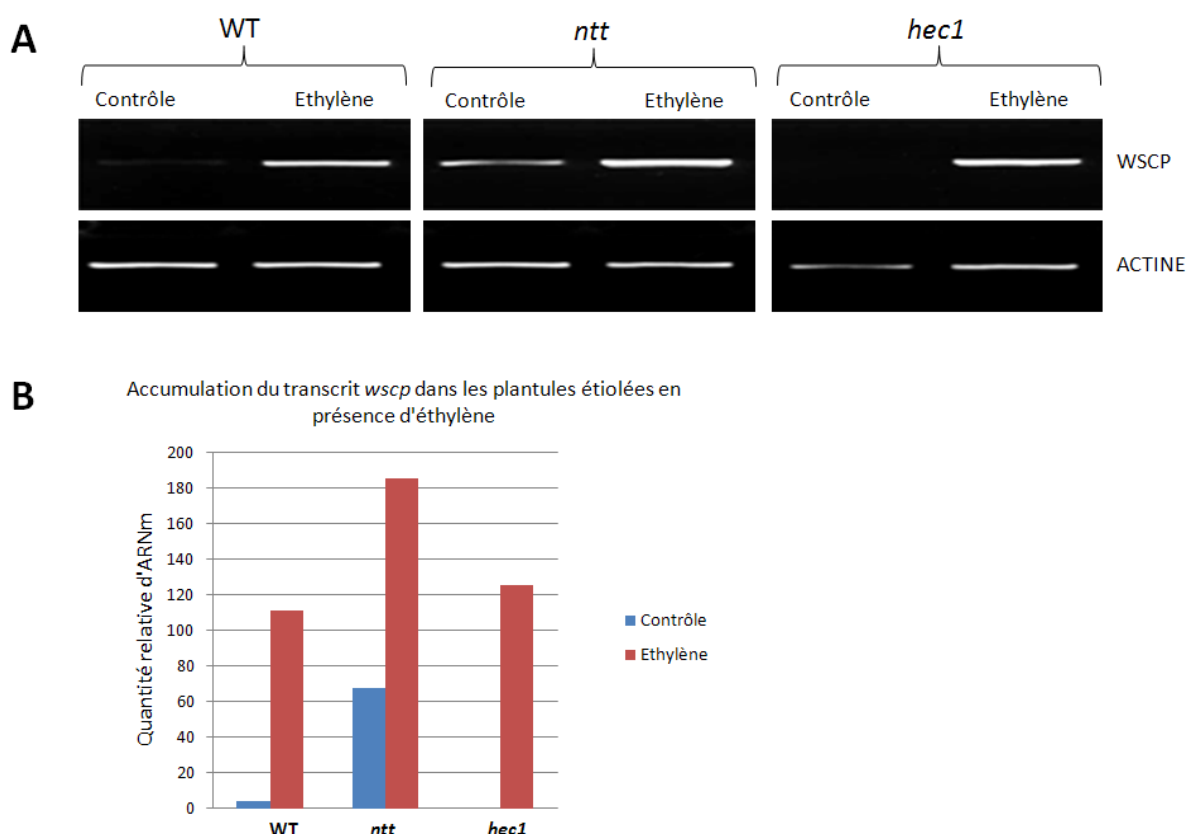 A
WT
ntt
hec1
Contrôle
Ethylène
Contrôle
Ethylène
Contrôle
Ethylène
WSCP
ACTINE
B
Accumulation du transcrit wscp dans les plantules étiolées en
présence d'éthylène
Quantité relative d'ARNm
200
180
160
140
120
100
80
60
40
20
0
WT
ntt
hec1
Contrôle
Ethylène